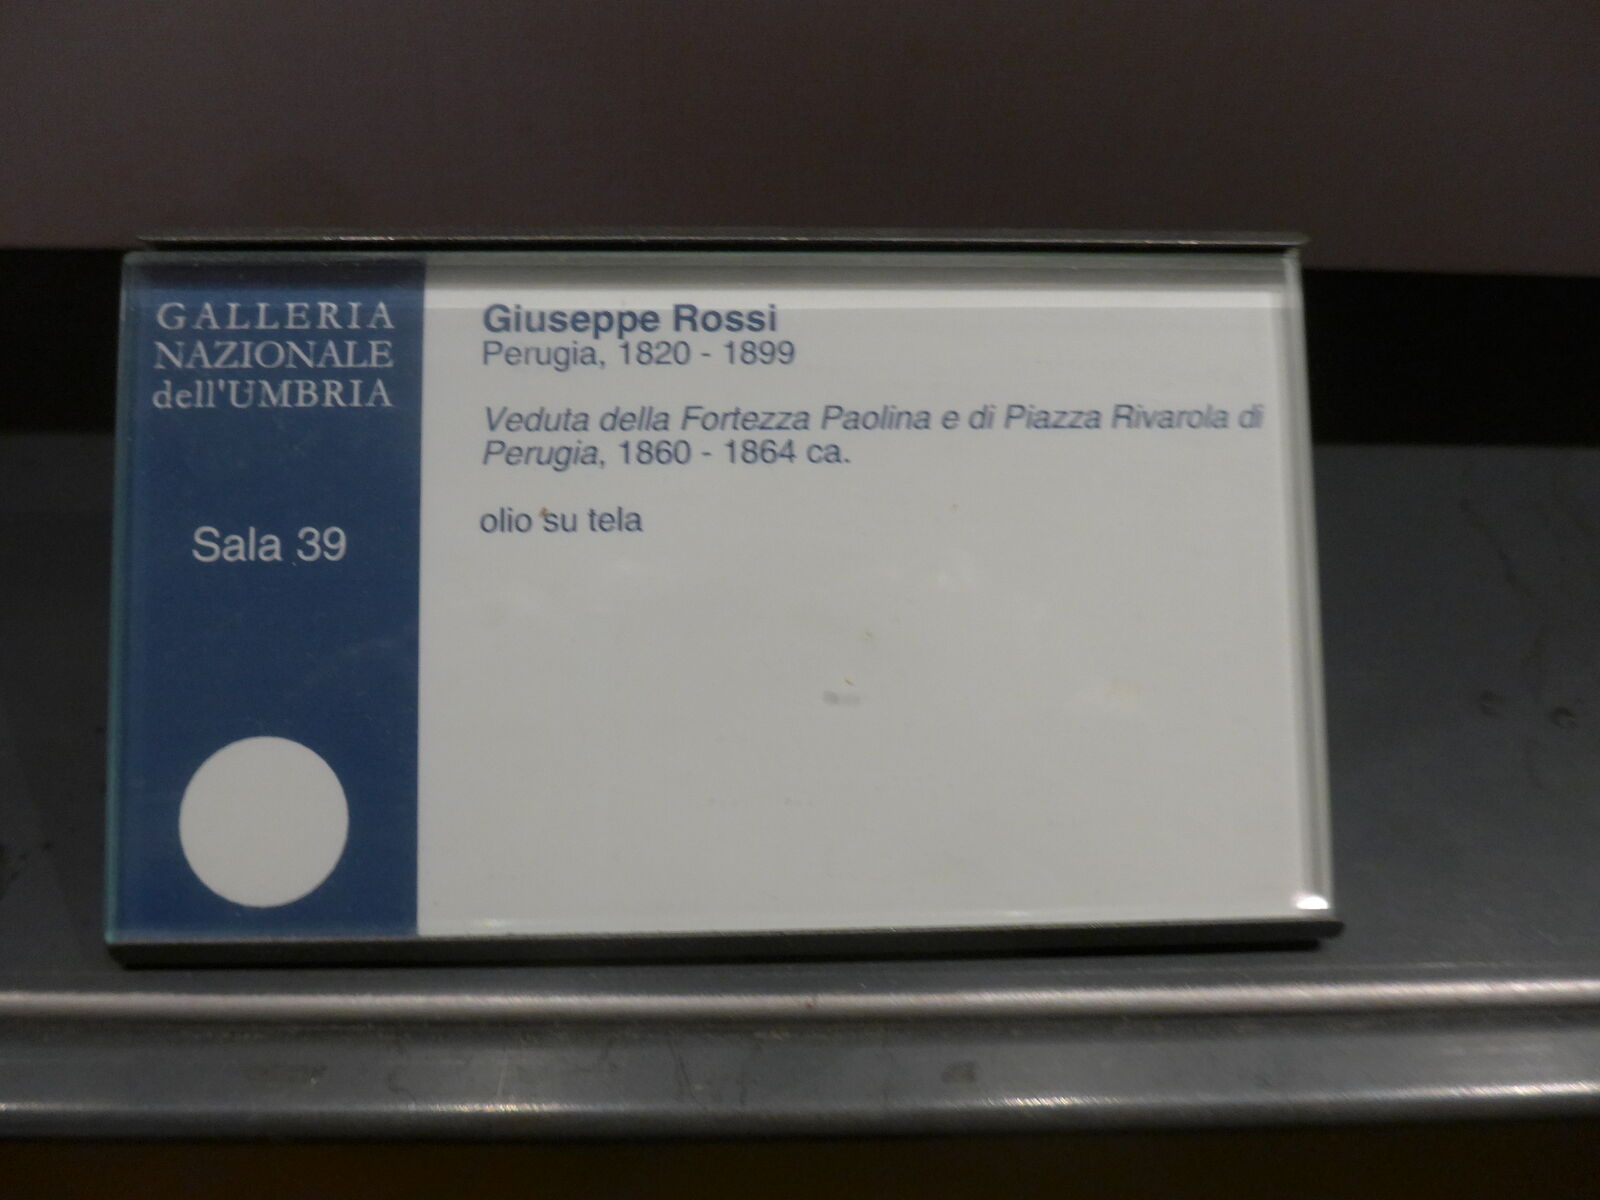 GALLERIA
NAZIONALE
dell'UMBRIA
Sala 39
Giuseppe Rossi
Perugia, 1820 - 1899
Veduta della Fortezza Paolina e di Piazza Rivarola di
Perugia, 1860 - 1864 ca.
olio su tela